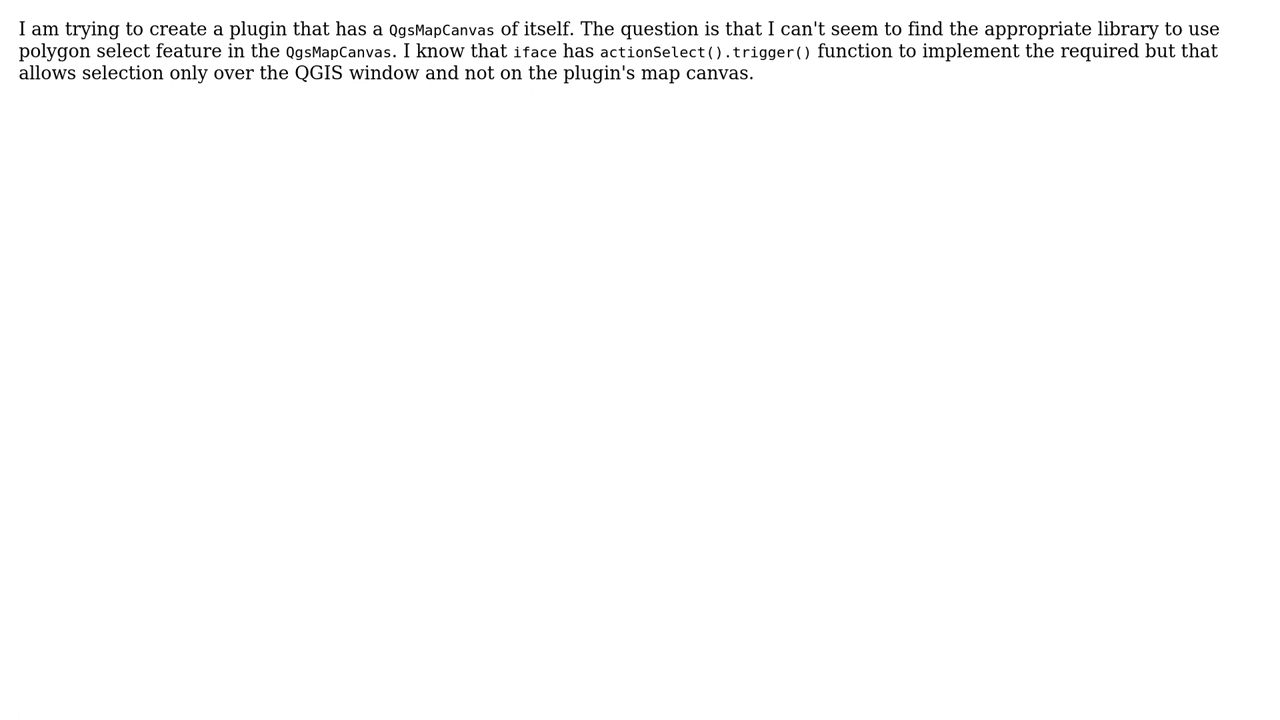 I am trying to create a plugin that has a QgsMapCanvas of itself. The question is that I can't seem to find the appropriate library to use
polygon select feature in the QgsMapCanvas. I know that iface has actionSelect().trigger() function to implement the required but that
allows selection only over the QGIS window and not on the plugin's map canvas.